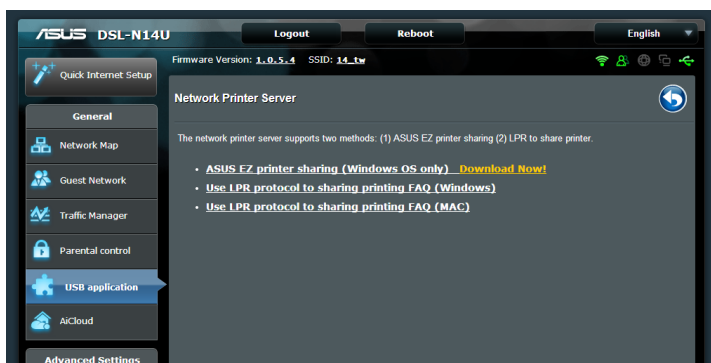 ASUS DSL-N14U Logout Reboot English
Firmware Version: 1.0.5.4 SSID: 14_tw
Quick Internet Setup
General
Network Map
Guest Network
Traffic Manager
Parental control
USB application
AiCloud
Advanced Settings
Network Printer Server
The network printer server supports two methods: (1) ASUS EZ printer sharing (2) LPR to share printer.
• ASUS EZ printer sharing (Windows OS only) Download Now!
• Use LPR protocol to sharing printing FAQ (Windows)
• Use LPR protocol to sharing printing FAQ (MAC)